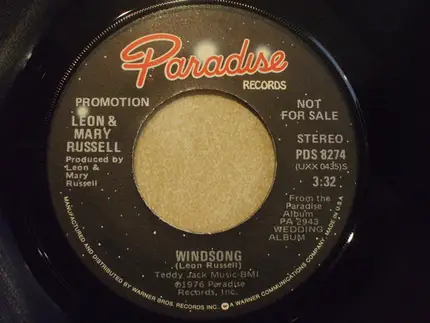 Paradise
RECORDS
PROMOTION
LEON &
MARY
RUSSELL
Produced by
Leon &
Mary
Russell
NOT
FOR SALE
STEREO
PDS 8274
(UXX 0435)S
3:32
From the
Paradise
Album
PA 2943
WEDDING
ALBUM
WINDSONG
(Leon Russell)
Teddy Jack Music-BMI
℗1976 Paradise
Records, Inc.
MANUFACTURED AND DISTRIBUTED BY WARNER BROS. RECORDS INC. A WARNER COMMUNICATIONS COMPANY. MADE IN U.S.A.